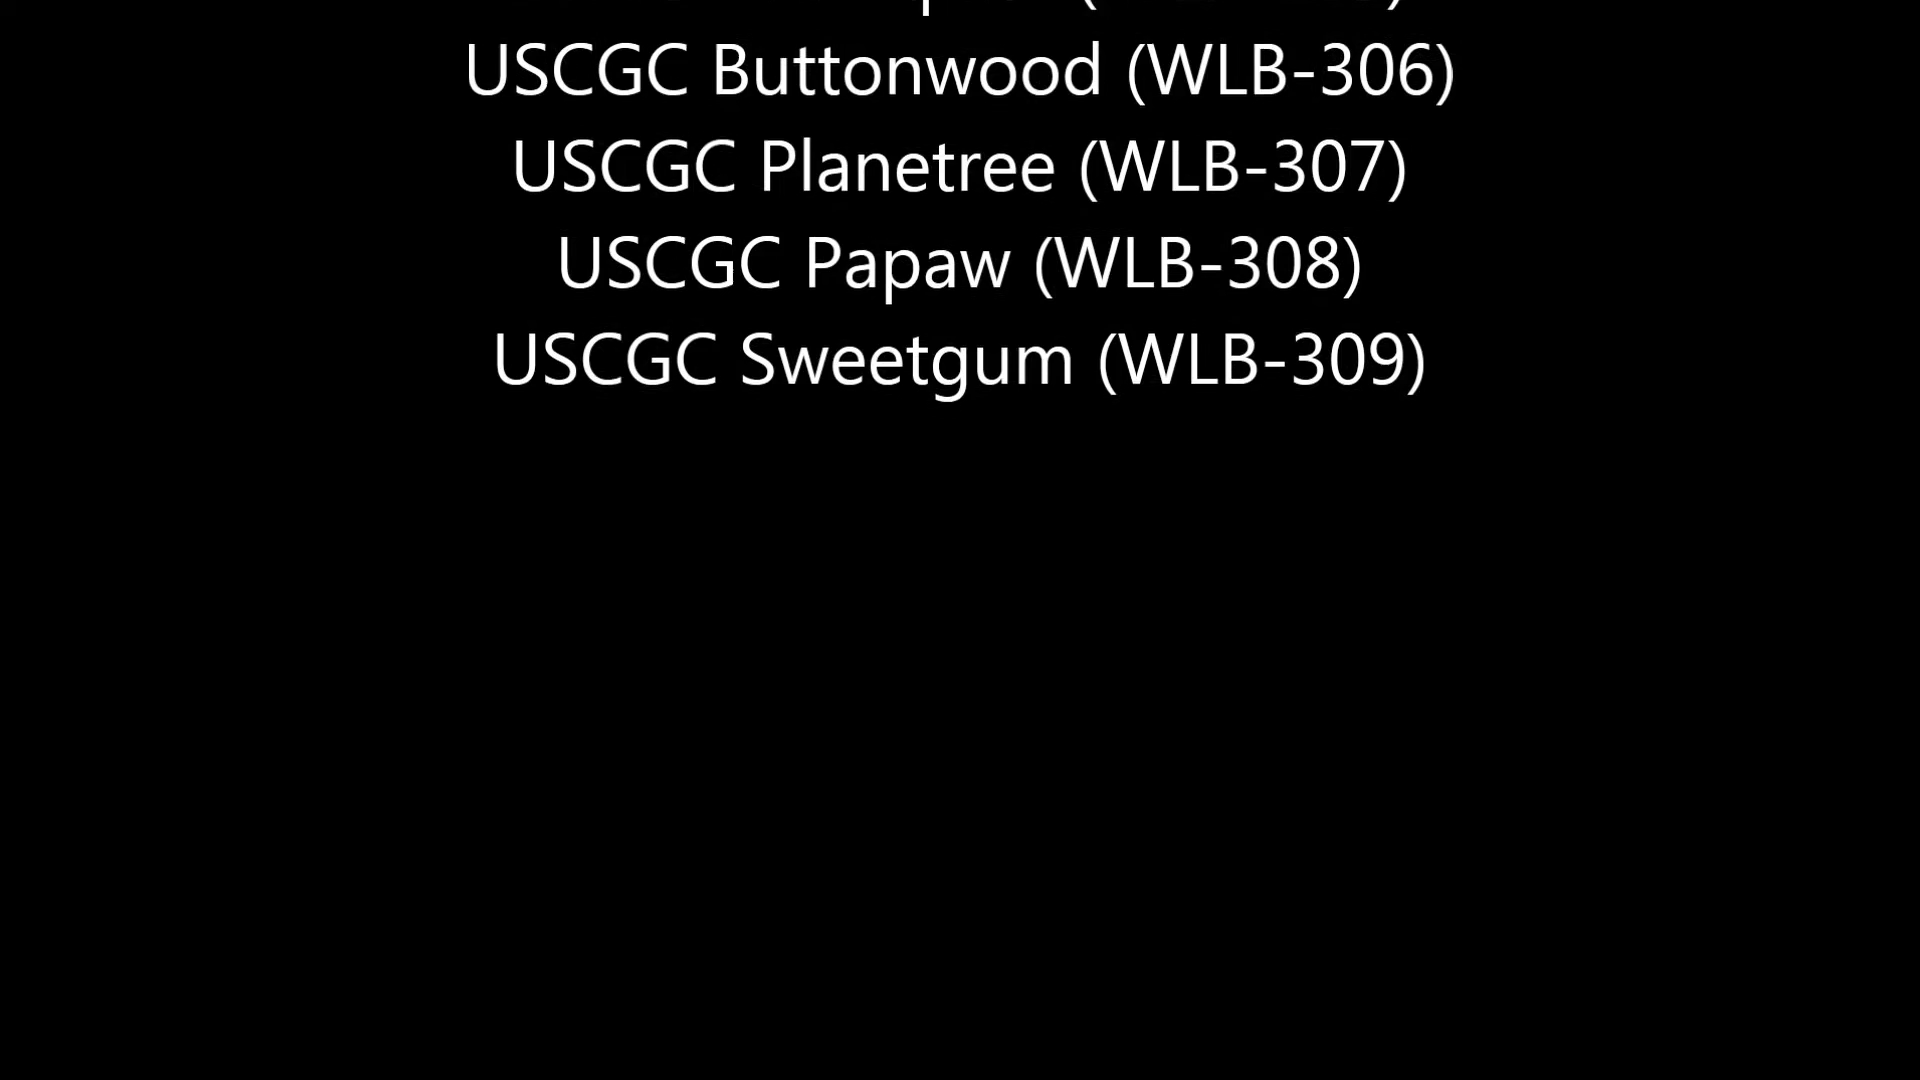 USCGC Buttonwood (WLB-306)
USCGC Planetree (WLB-307)
USCGC Papaw (WLB-308)
USCGC Sweetgum (WLB-309)